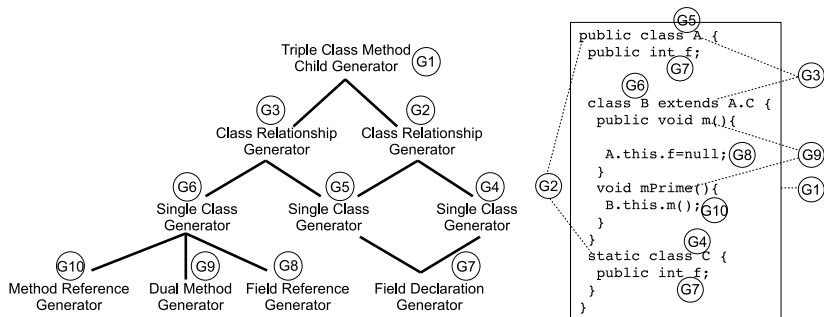 Triple Class Method
Child Generator
G1
G3
G2
Class Relationship
Generator
Class Relationship
Generator
G6
G5
G4
Single Class
Generator
Single Class
Generator
Single Class
Generator
G10
G9
G8
G7
Method Reference
Generator
Dual Method
Generator
Field Reference
Generator
Field Declaration
Generator
G5
public class A {
public int f;
G7
G3
G6
class B extends A.C {
public void m(){
A.this.f=null;
G8
G9
}
void mPrime(){
G2
G1
B.this.m();
G10
}
}
G4
static class C {
public int f;
G7
}
}